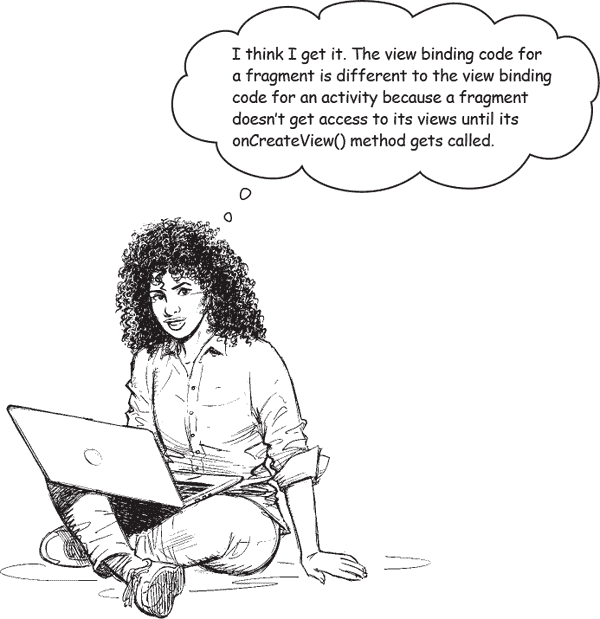 I think I get it. The view binding code for
a fragment is different to the view binding
code for an activity because a fragment
doesn't get access to its views until its
onCreateView() method gets called.